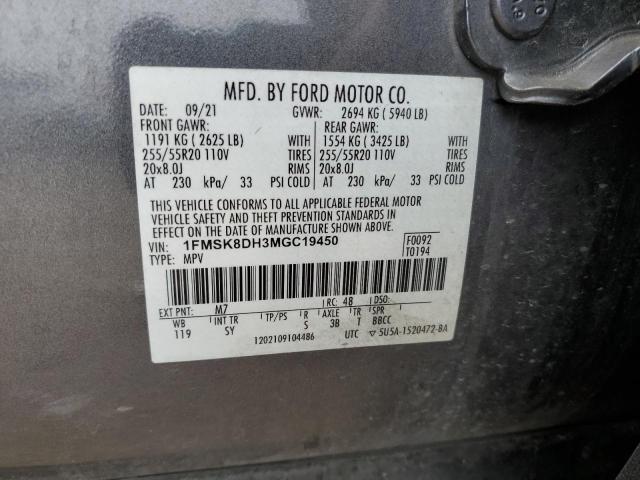 MFD. BY FORD MOTOR CO.
DATE: 09/21 GVWR: 2694 KG ( 5940 LB)
FRONT GAWR: REAR GAWR:
1191 KG ( 2625 LB) WITH 1554 KG ( 3425 LB) WITH
255/55R20 110V TIRES 255/55R20 110V TIRES
20x8.0J RIMS 20x8.0J RIMS
AT 230 kPa/ 33 PSI COLD AT 230 kPa/ 33 PSI COLD
THIS VEHICLE CONFORMS TO ALL APPLICABLE FEDERAL MOTOR
VEHICLE SAFETY AND THEFT PREVENTION STANDARDS IN
EFFECT ON THE DATE OF MANUFACTURE SHOWN ABOVE.
VIN: 1FMSK8DH3MGC19450 F0092
TYPE: MPV T0194
EXT PNT: M7 RC: 48 DSO:
WB INT TR TP/PS R AXLE TR SPR
119 SY S 3B T BBCC
1202109104486 UTC ▽ 5U5A-1520472-BA